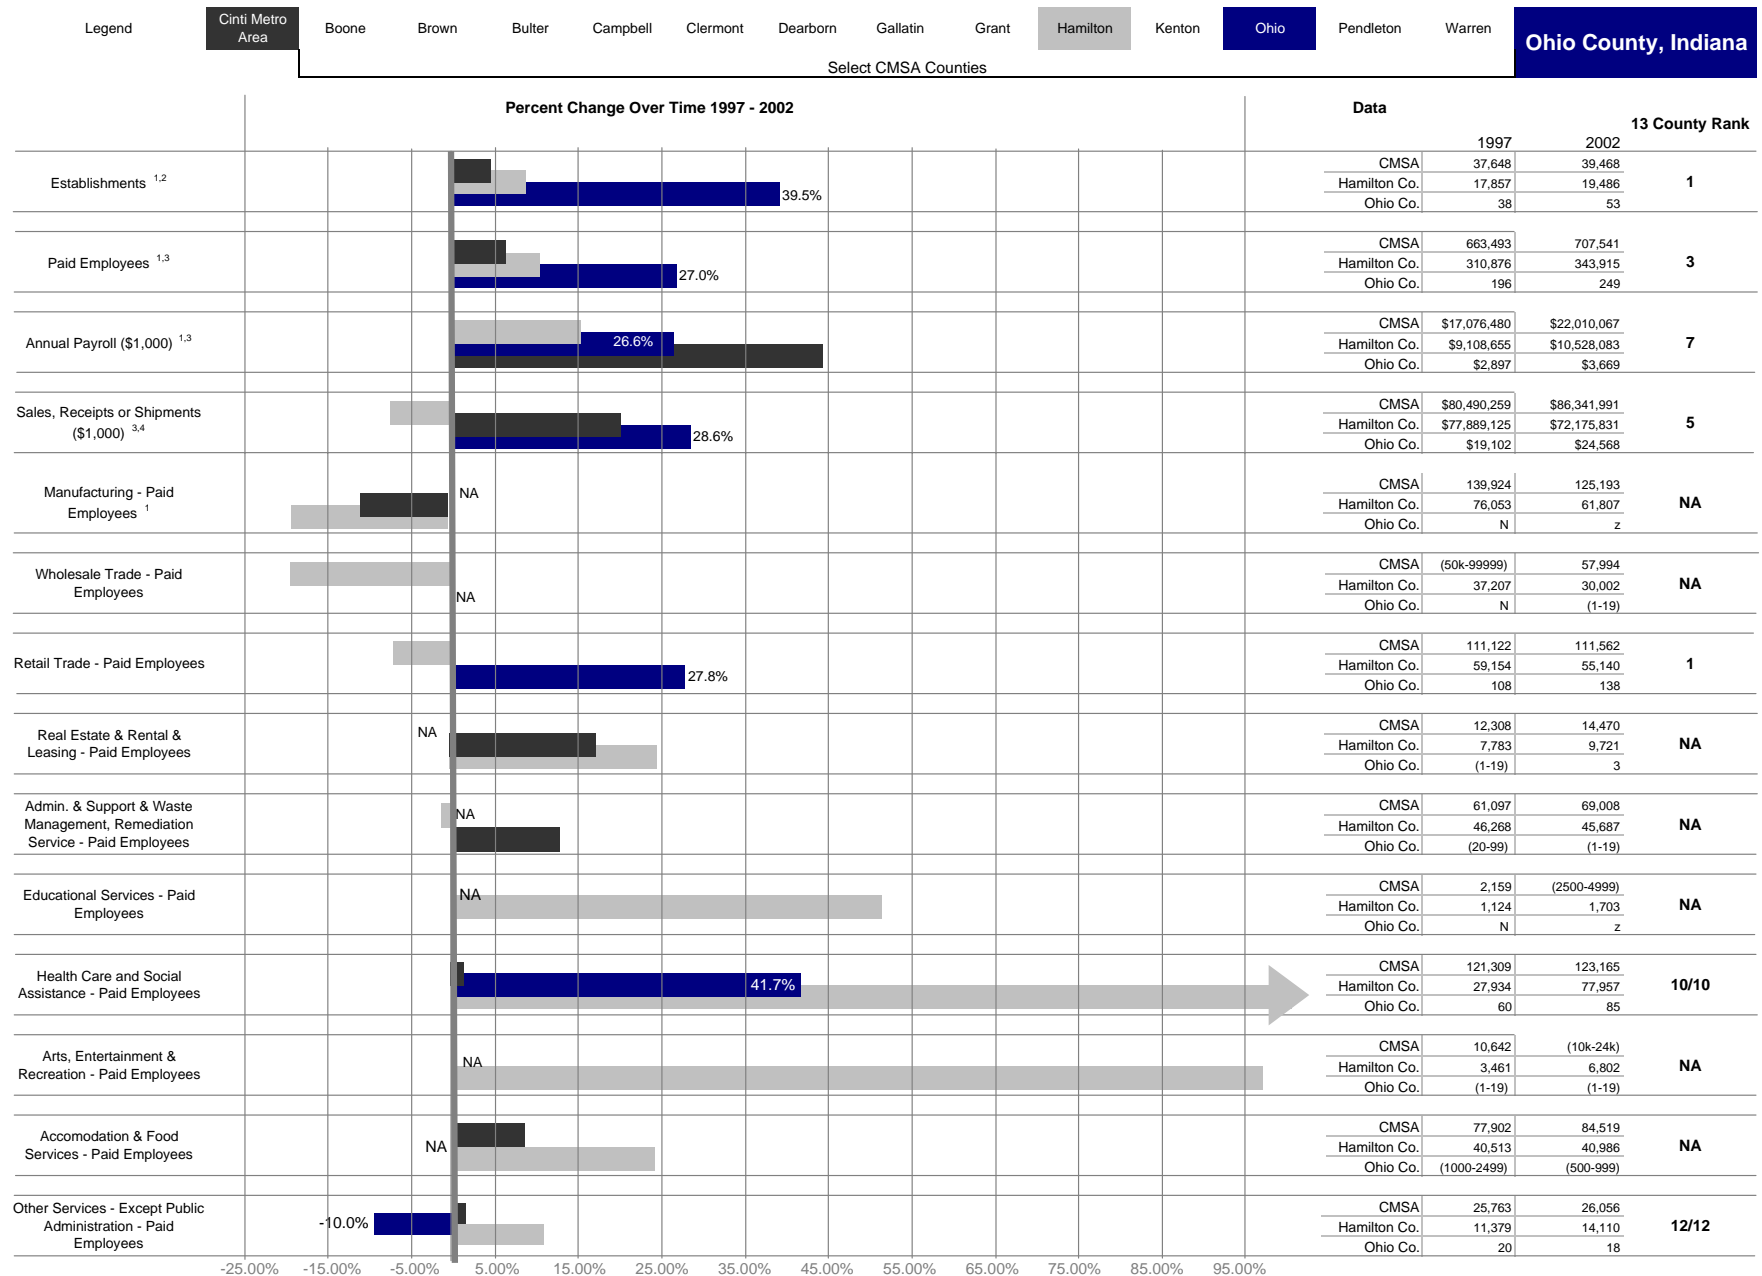 Legend
Cinti Metro Area
Boone Brown Bulter Campbell Clermont Dearborn Gallatin Grant Hamilton Kenton Ohio Pendleton Warren
Ohio County, Indiana
Select CMSA Counties
Percent Change Over Time 1997 - 2002
Data
13 County Rank
1997 2002
Establishments 1,2
39.5%
CMSA 37,648 39,468
Hamilton Co. 17,857 19,486
Ohio Co. 38 53
1
Paid Employees 1,3
27.0%
CMSA 663,493 707,541
Hamilton Co. 310,876 343,915
Ohio Co. 196 249
3
Annual Payroll ($1,000) 1,3
26.6%
CMSA $17,076,480 $22,010,067
Hamilton Co. $9,108,655 $10,528,083
Ohio Co. $2,897 $3,669
7
Sales, Receipts or Shipments
($1,000) 3,4
28.6%
CMSA $80,490,259 $86,341,991
Hamilton Co. $77,889,125 $72,175,831
Ohio Co. $19,102 $24,568
5
Manufacturing - Paid
Employees 1
NA
CMSA 139,924 125,193
Hamilton Co. 76,053 61,807
Ohio Co. N z
NA
Wholesale Trade - Paid
Employees
NA
CMSA (50k-99999) 57,994
Hamilton Co. 37,207 30,002
Ohio Co. N (1-19)
NA
Retail Trade - Paid Employees
27.8%
CMSA 111,122 111,562
Hamilton Co. 59,154 55,140
Ohio Co. 108 138
1
Real Estate & Rental &
Leasing - Paid Employees
NA
CMSA 12,308 14,470
Hamilton Co. 7,783 9,721
Ohio Co. (1-19) 3
NA
Admin. & Support & Waste
Management, Remediation
Service - Paid Employees
NA
CMSA 61,097 69,008
Hamilton Co. 46,268 45,687
Ohio Co. (20-99) (1-19)
NA
Educational Services - Paid
Employees
NA
CMSA 2,159 (2500-4999)
Hamilton Co. 1,124 1,703
Ohio Co. N z
NA
Health Care and Social
Assistance - Paid Employees
41.7%
CMSA 121,309 123,165
Hamilton Co. 27,934 77,957
Ohio Co. 60 85
10/10
Arts, Entertainment &
Recreation - Paid Employees
NA
CMSA 10,642 (10k-24k)
Hamilton Co. 3,461 6,802
Ohio Co. (1-19) (1-19)
NA
Accomodation & Food
Services - Paid Employees
NA
CMSA 77,902 84,519
Hamilton Co. 40,513 40,986
Ohio Co. (1000-2499) (500-999)
NA
Other Services - Except Public
Administration - Paid
Employees
-10.0%
CMSA 25,763 26,056
Hamilton Co. 11,379 14,110
Ohio Co. 20 18
12/12
-25.00% -15.00% -5.00% 5.00% 15.00% 25.00% 35.00% 45.00% 55.00% 65.00% 75.00% 85.00% 95.00%